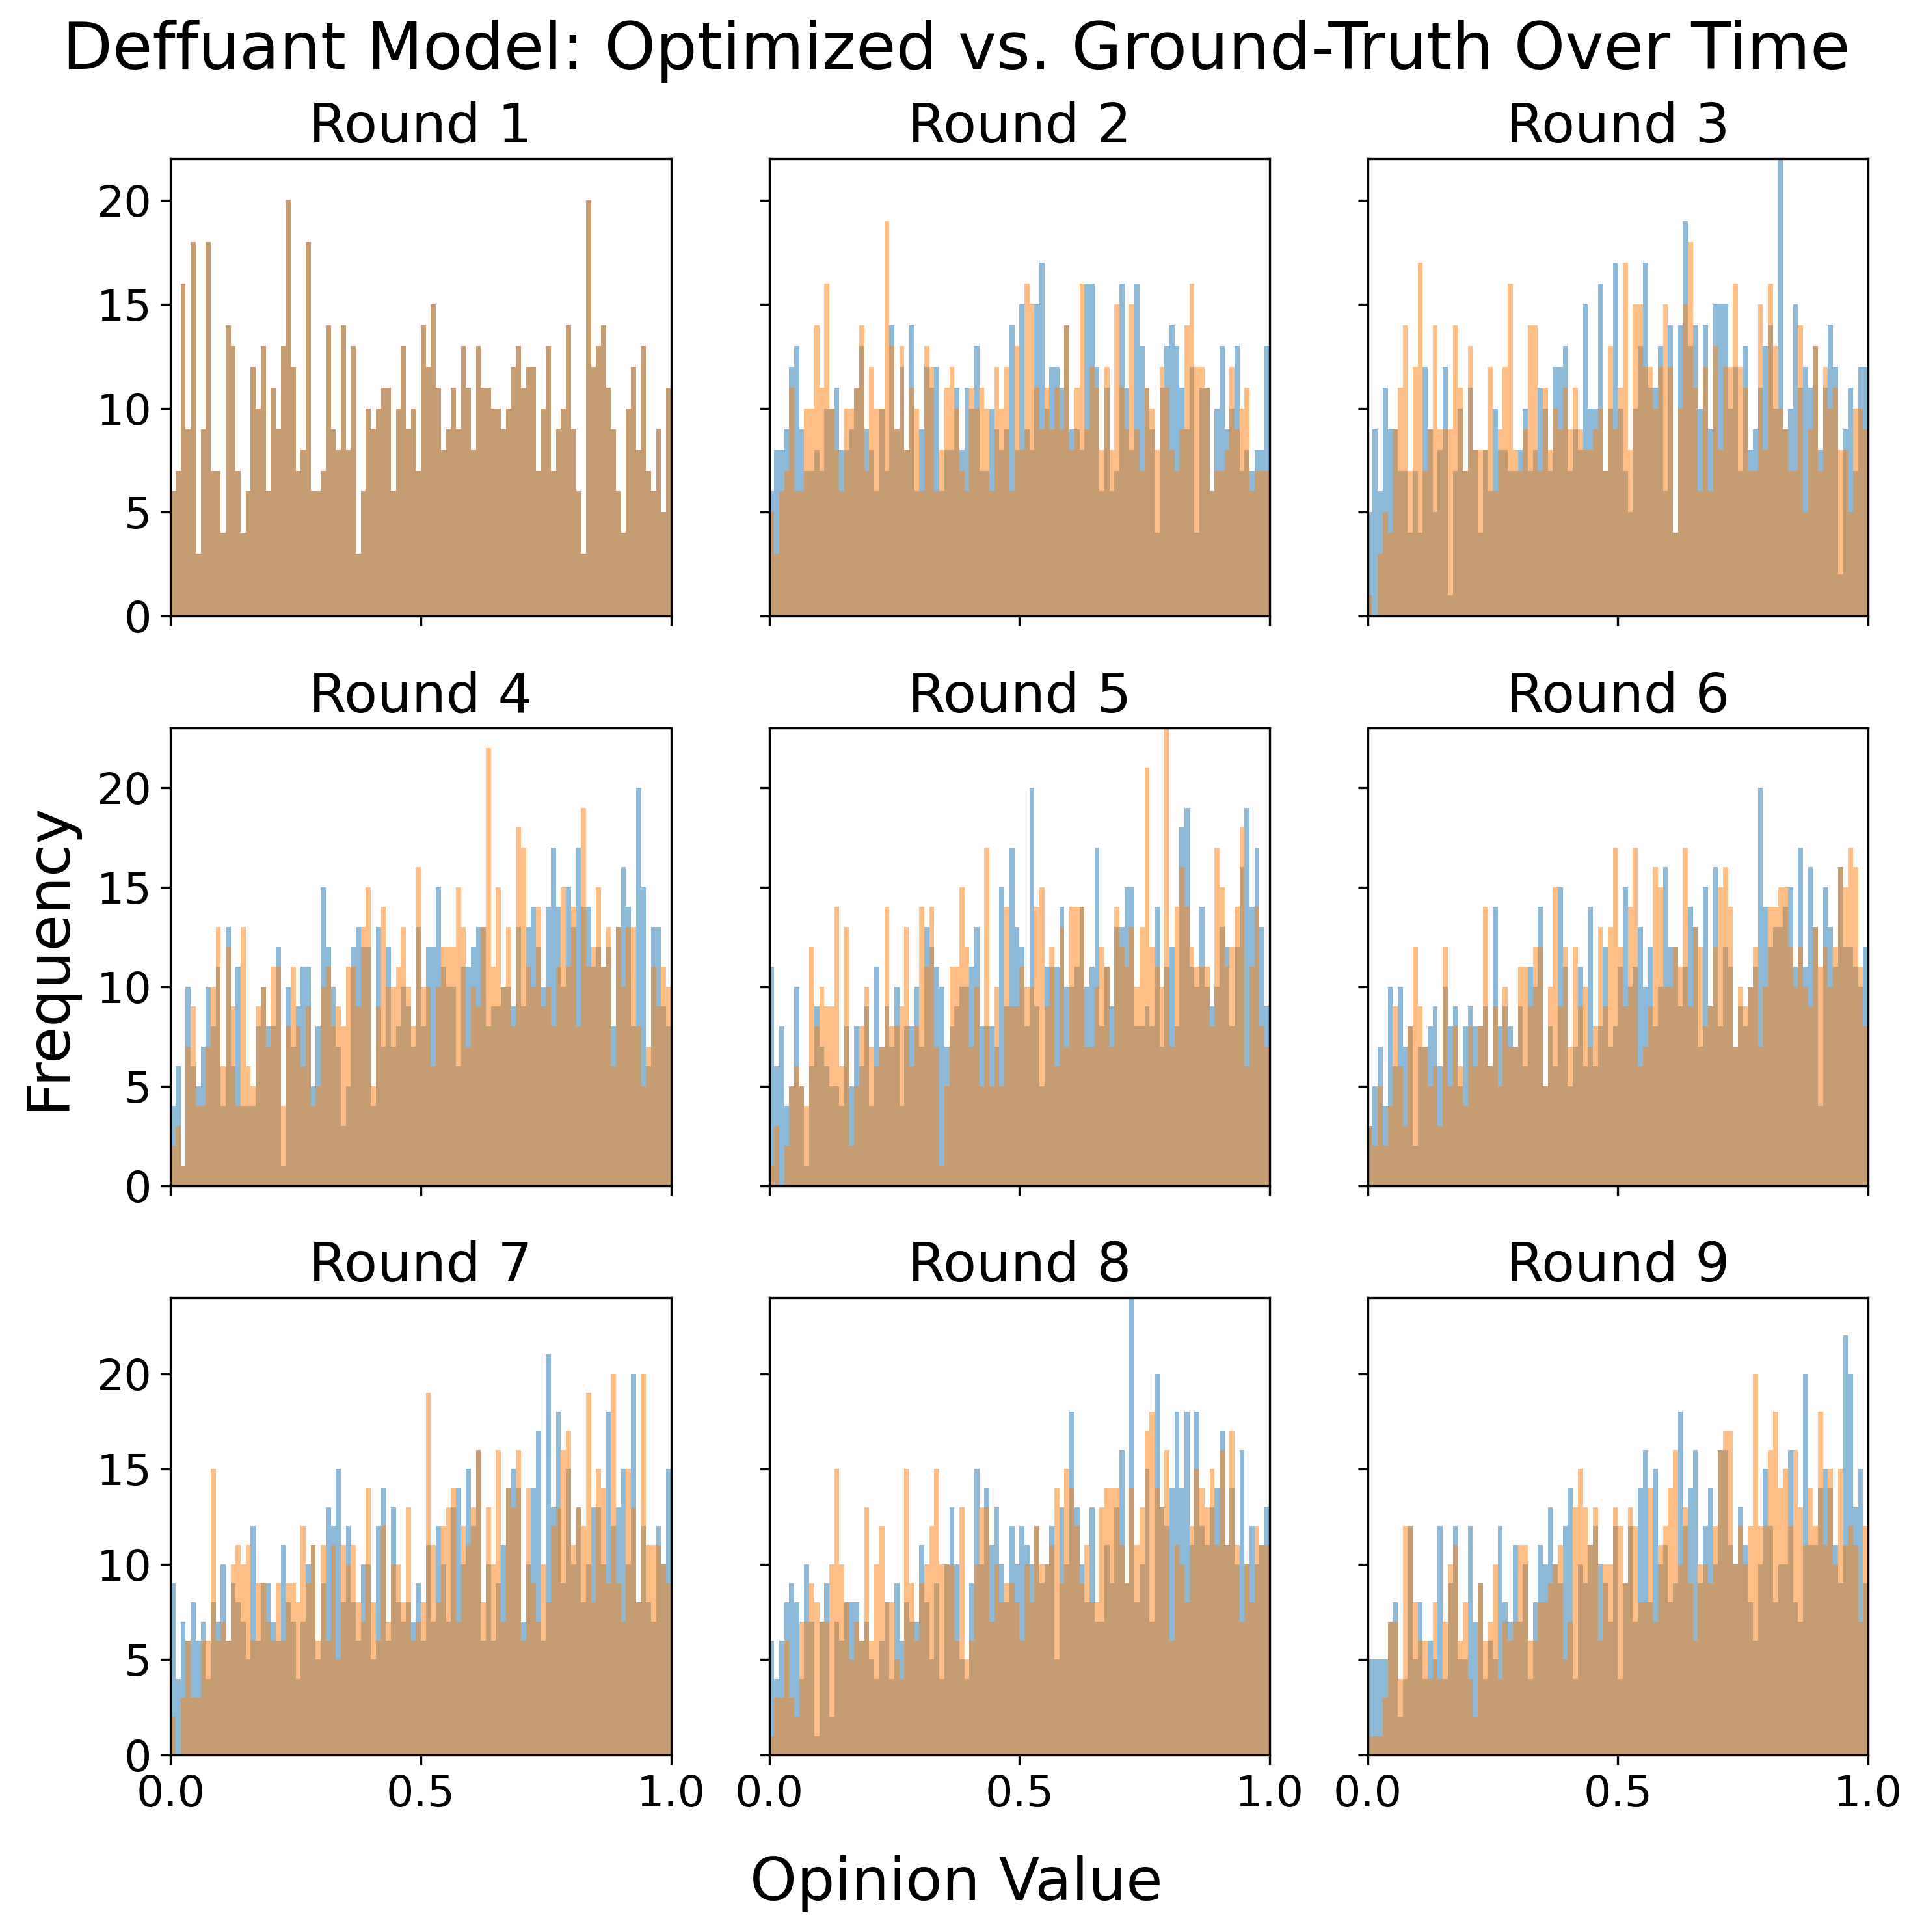 Deffuant Model: Optimized vs. Ground-Truth Over Time
Round 1 Round 2 Round 3
20
15
10
5
0
Round 4 Round 5 Round 6
20
15
10
5
0
Frequency
Round 7 Round 8 Round 9
20
15
10
5
0
0.0 0.5 1.0 0.0 0.5 1.0 0.0 0.5 1.0
Opinion Value